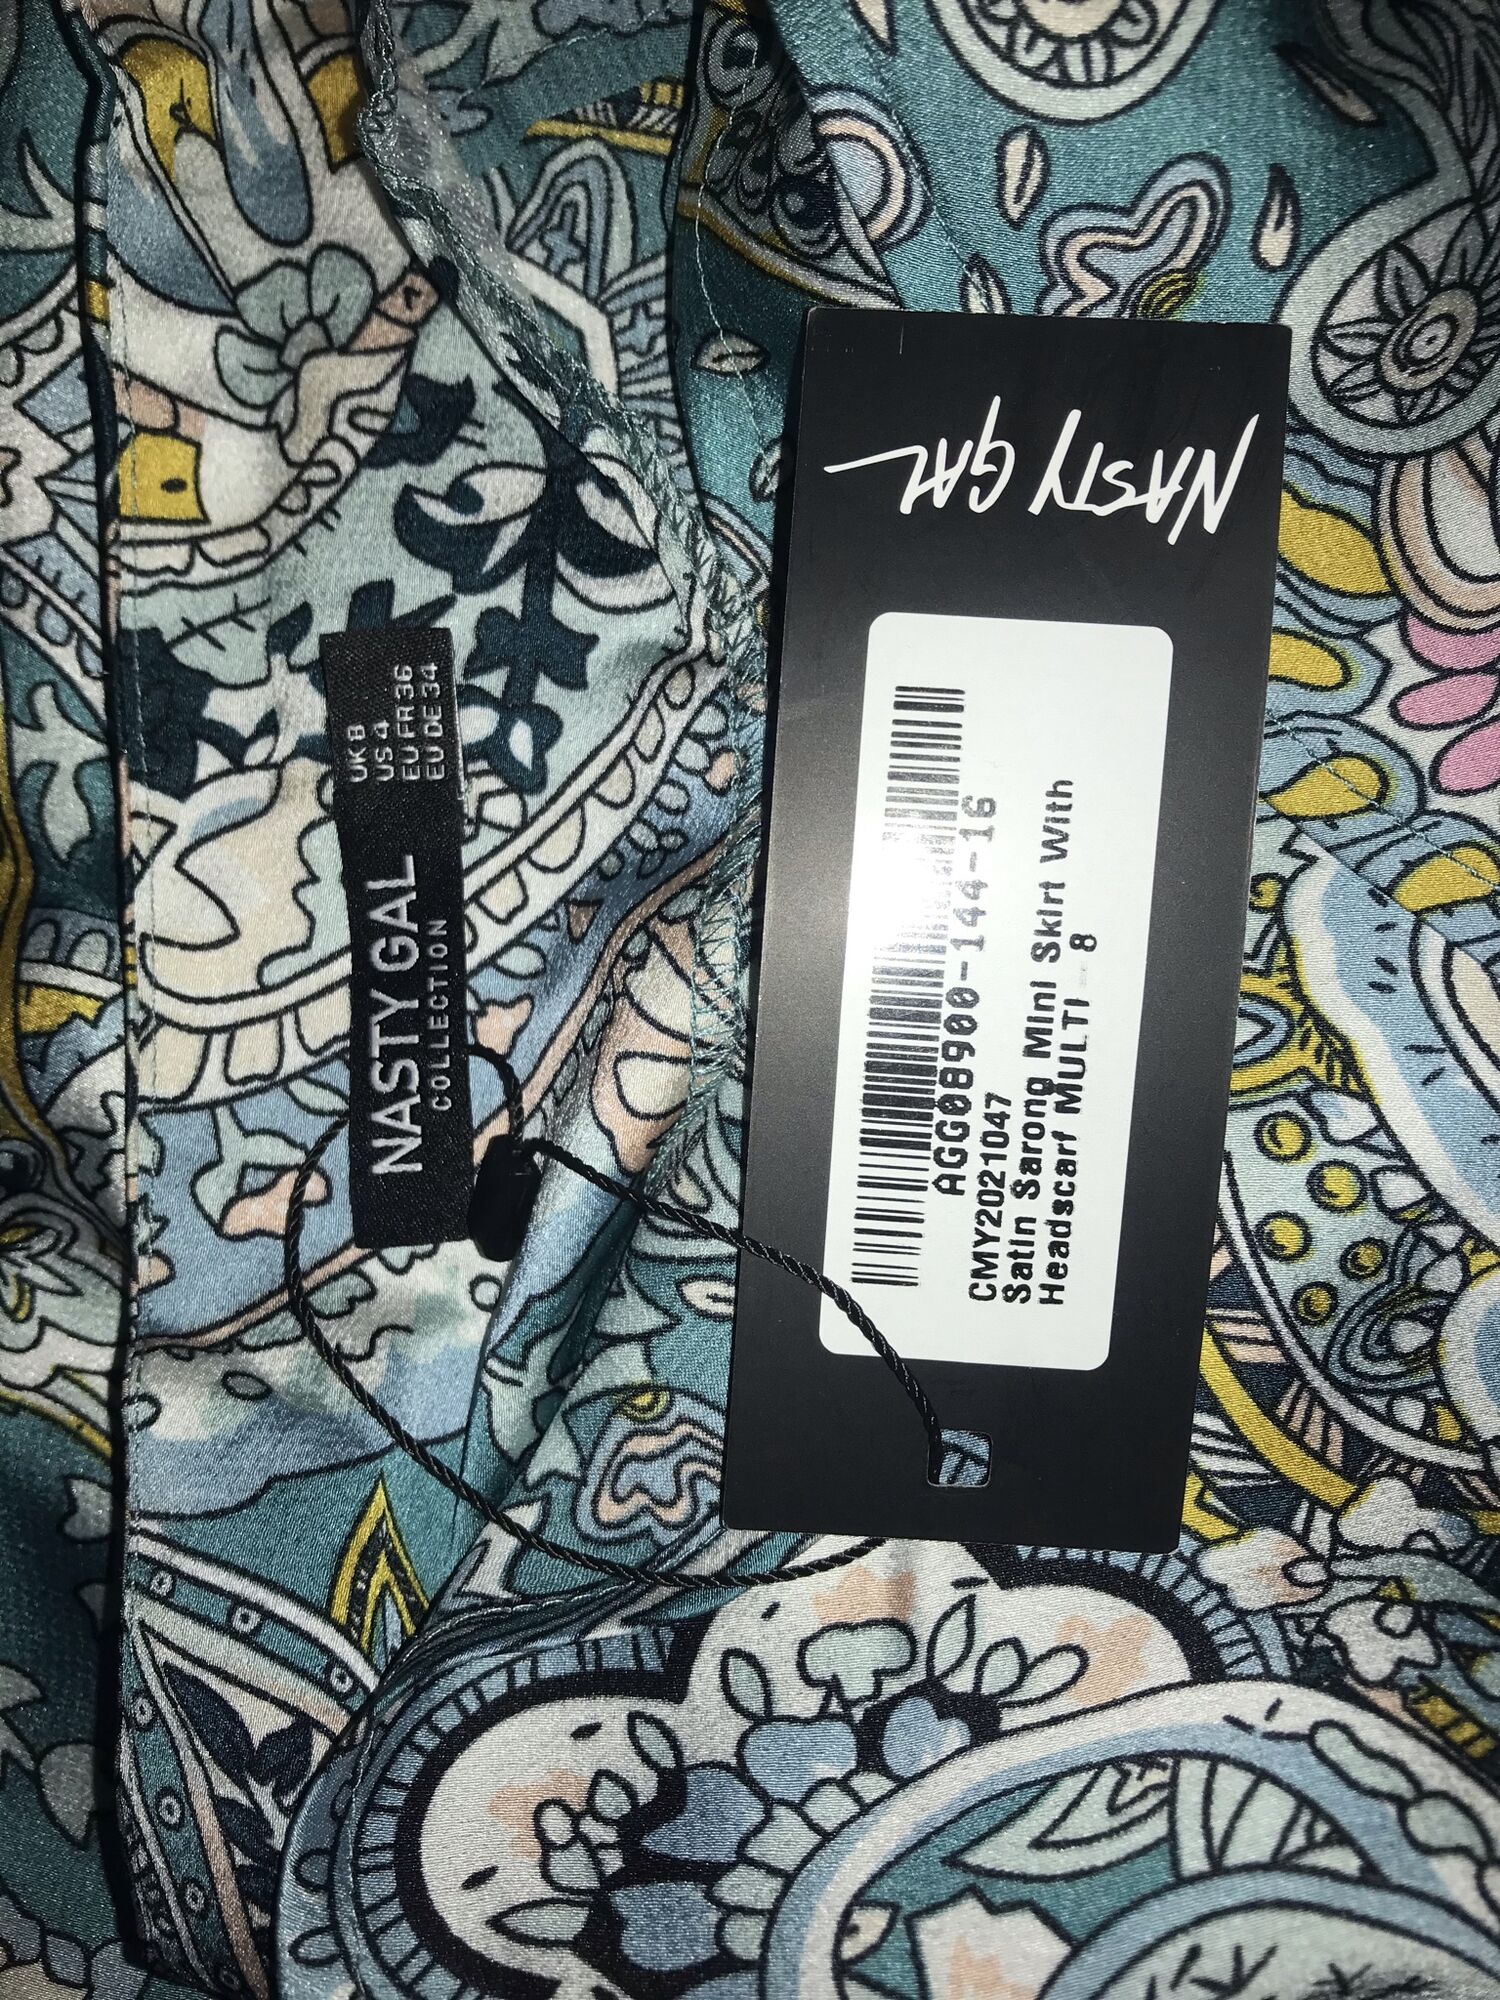 NASTY GAL
AGG08900-144-16
CMY2021047
Satin Sarong Mini Skirt With
Headscarf MULTI 8
NASTY GAL
COLLECTION
UK 8
US 4
EU FR 36
EU DE 34